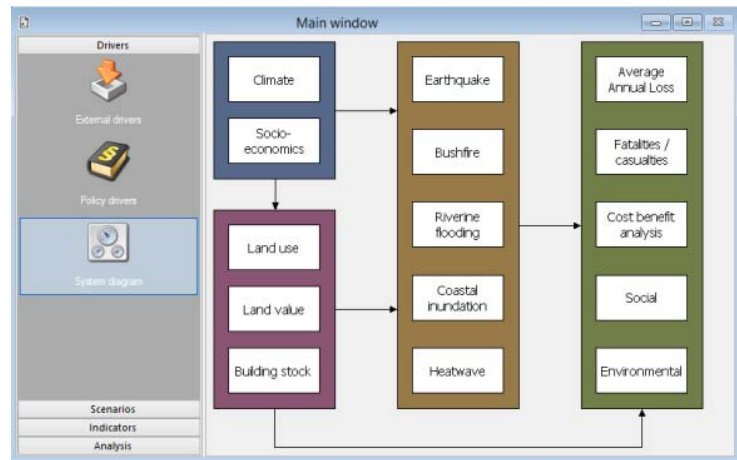 Main window
Drivers
External drivers
Policy drivers
System diagram
Scenarios
Indicators
Analysis
Climate
Socio-
economics
Land use
Land value
Building stock
Earthquake
Bushfire
Riverine
flooding
Coastal
inundation
Heatwave
Average
Annual Loss
Fatalities /
casualties
Cost benefit
analysis
Social
Environmental